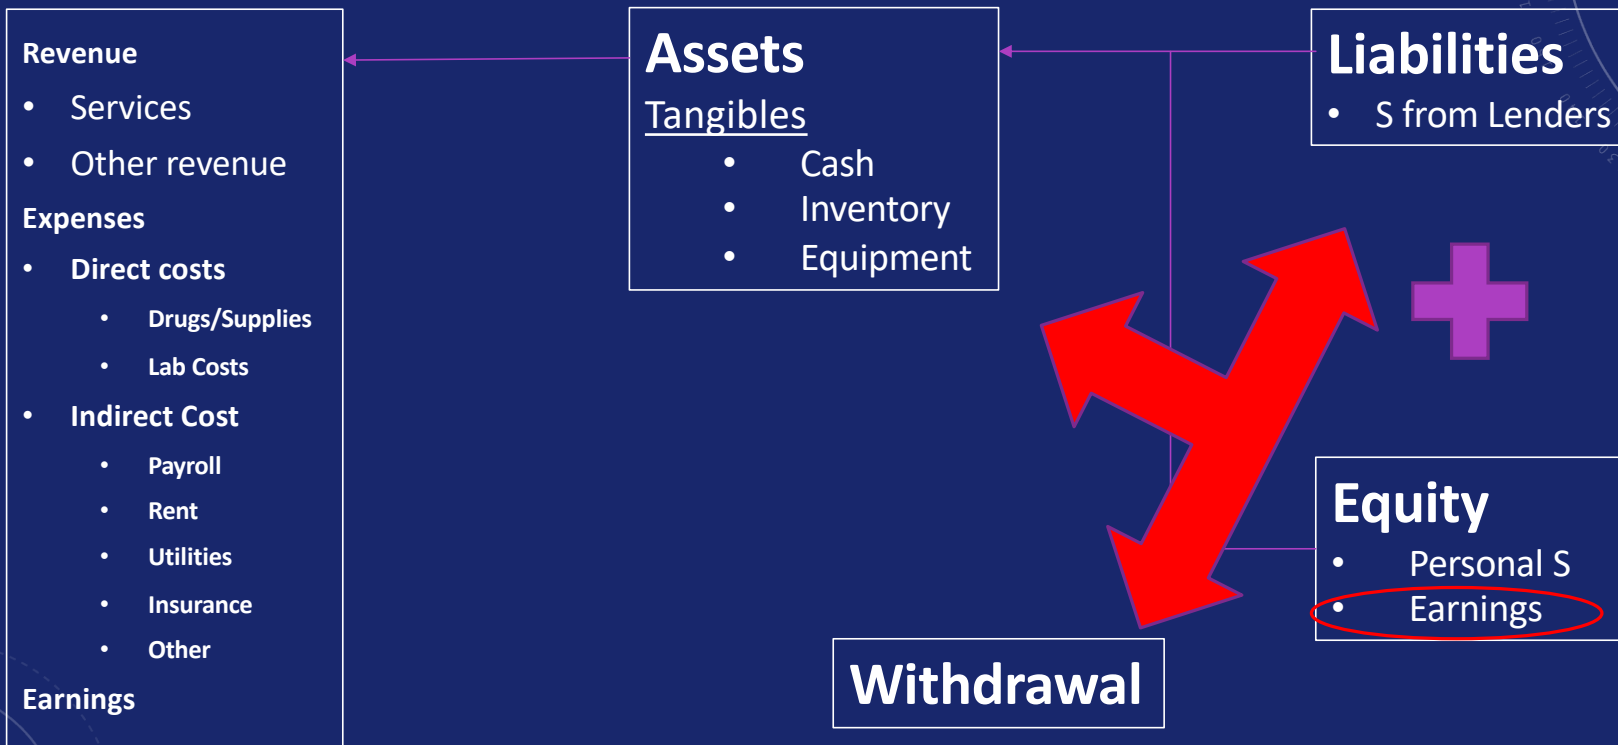 Revenue
• Services
• Other revenue
Expenses
• Direct costs
• Drugs/Supplies
• Lab Costs
• Indirect Cost
• Payroll
• Rent
• Utilities
• Insurance
• Other
Earnings
Assets
Tangibles
• Cash
• Inventory
• Equipment
Liabilities
• S from Lenders
Equity
• Personal S
• Earnings
Withdrawal